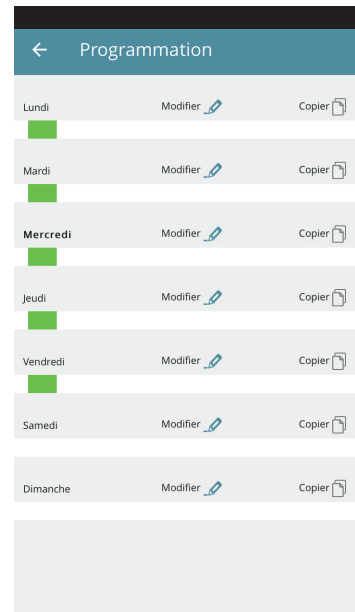 Programmation
Lundi Modifier Copier
Mardi Modifier Copier
Mercredi Modifier Copier
Jeudi Modifier Copier
Vendredi Modifier Copier
Samedi Modifier Copier
Dimanche Modifier Copier